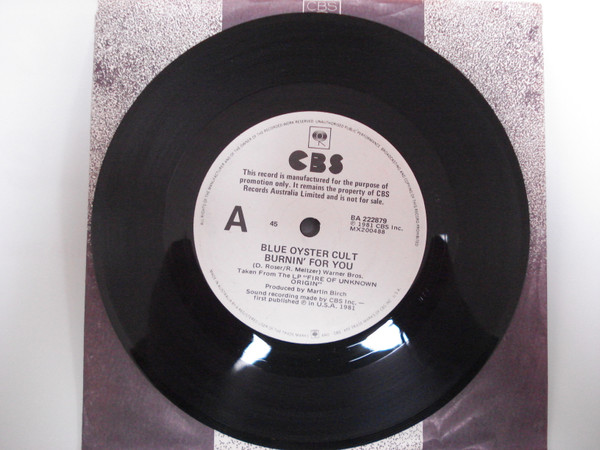 CBS
CBS
This record is manufactured for the purpose of
promotion only. It remains the property of CBS
Records Australia Limited and is not for sale.
A
45
BA 222879
℗ 1981 CBS Inc.
MX200488
BLUE OYSTER CULT
BURNIN' FOR YOU
(D. Roser/R. Meltzer) Warner Bros.
Taken From The LP "FIRE OF UNKNOWN
ORIGIN"
Produced by Martin Birch
Sound recording made by CBS Inc. —
first published ℗ in U.S.A. 1981